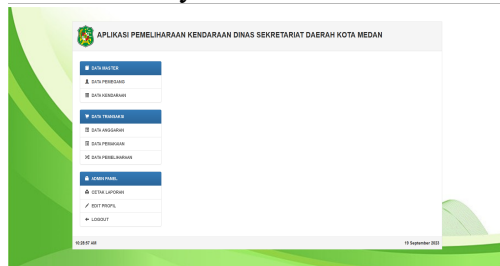 APLIKASI PEMELIHARAAN KENDARAAN DINAS SEKRETARIAT DAERAH KOTA MEDAN
DATA MASTER
DATA PEMEGANG
DATA KENDARAAN
DATA TRANSAKSI
DATA ANGGARAN
DATA PEMAKAIAN
DATA PEMELIHARAAN
ADMIN PANEL
CETAK LAPORAN
EDIT PROFIL
LOGOUT
10:28:57 AM
19 September 2023